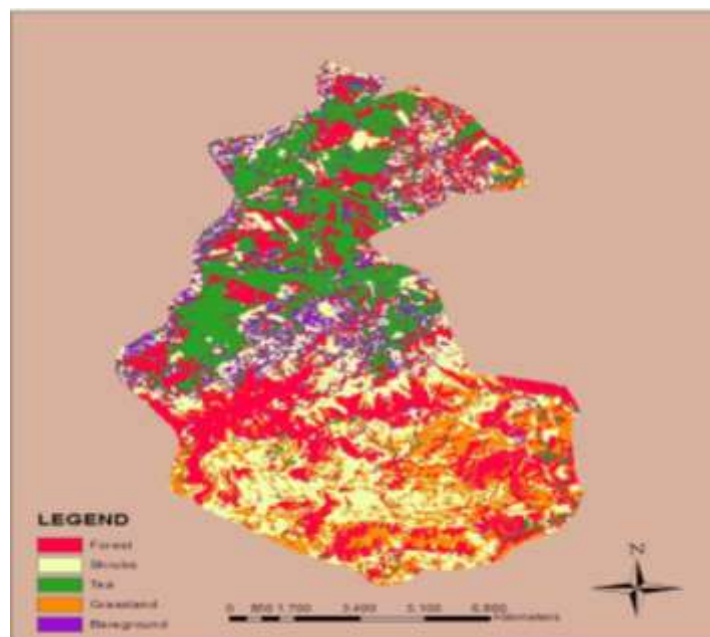 N
LEGEND
Forest
Shrubs
Tea
Grassland
Bareground
0 850 1,700 3,400 5,100 6,800
Kilometers